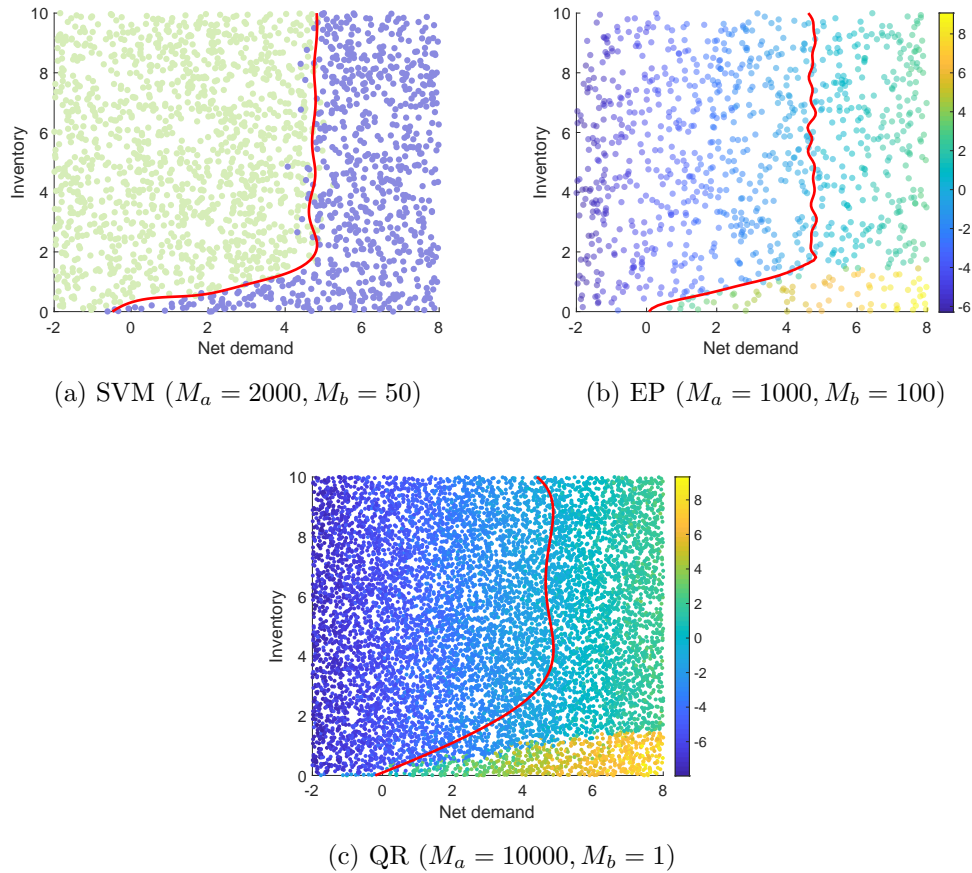 10
8
6
4
2
0
Inventory
-2 0 2 4 6 8
Net demand
(a) SVM (M_a = 2000, M_b = 50)
10
8
6
4
2
0
Inventory
-2 0 2 4 6 8
Net demand
8
6
4
2
0
-2
-4
-6
(b) EP (M_a = 1000, M_b = 100)
10
8
6
4
2
0
Inventory
-2 0 2 4 6 8
Net demand
8
6
4
2
0
-2
-4
-6
(c) QR (M_a = 10000, M_b = 1)